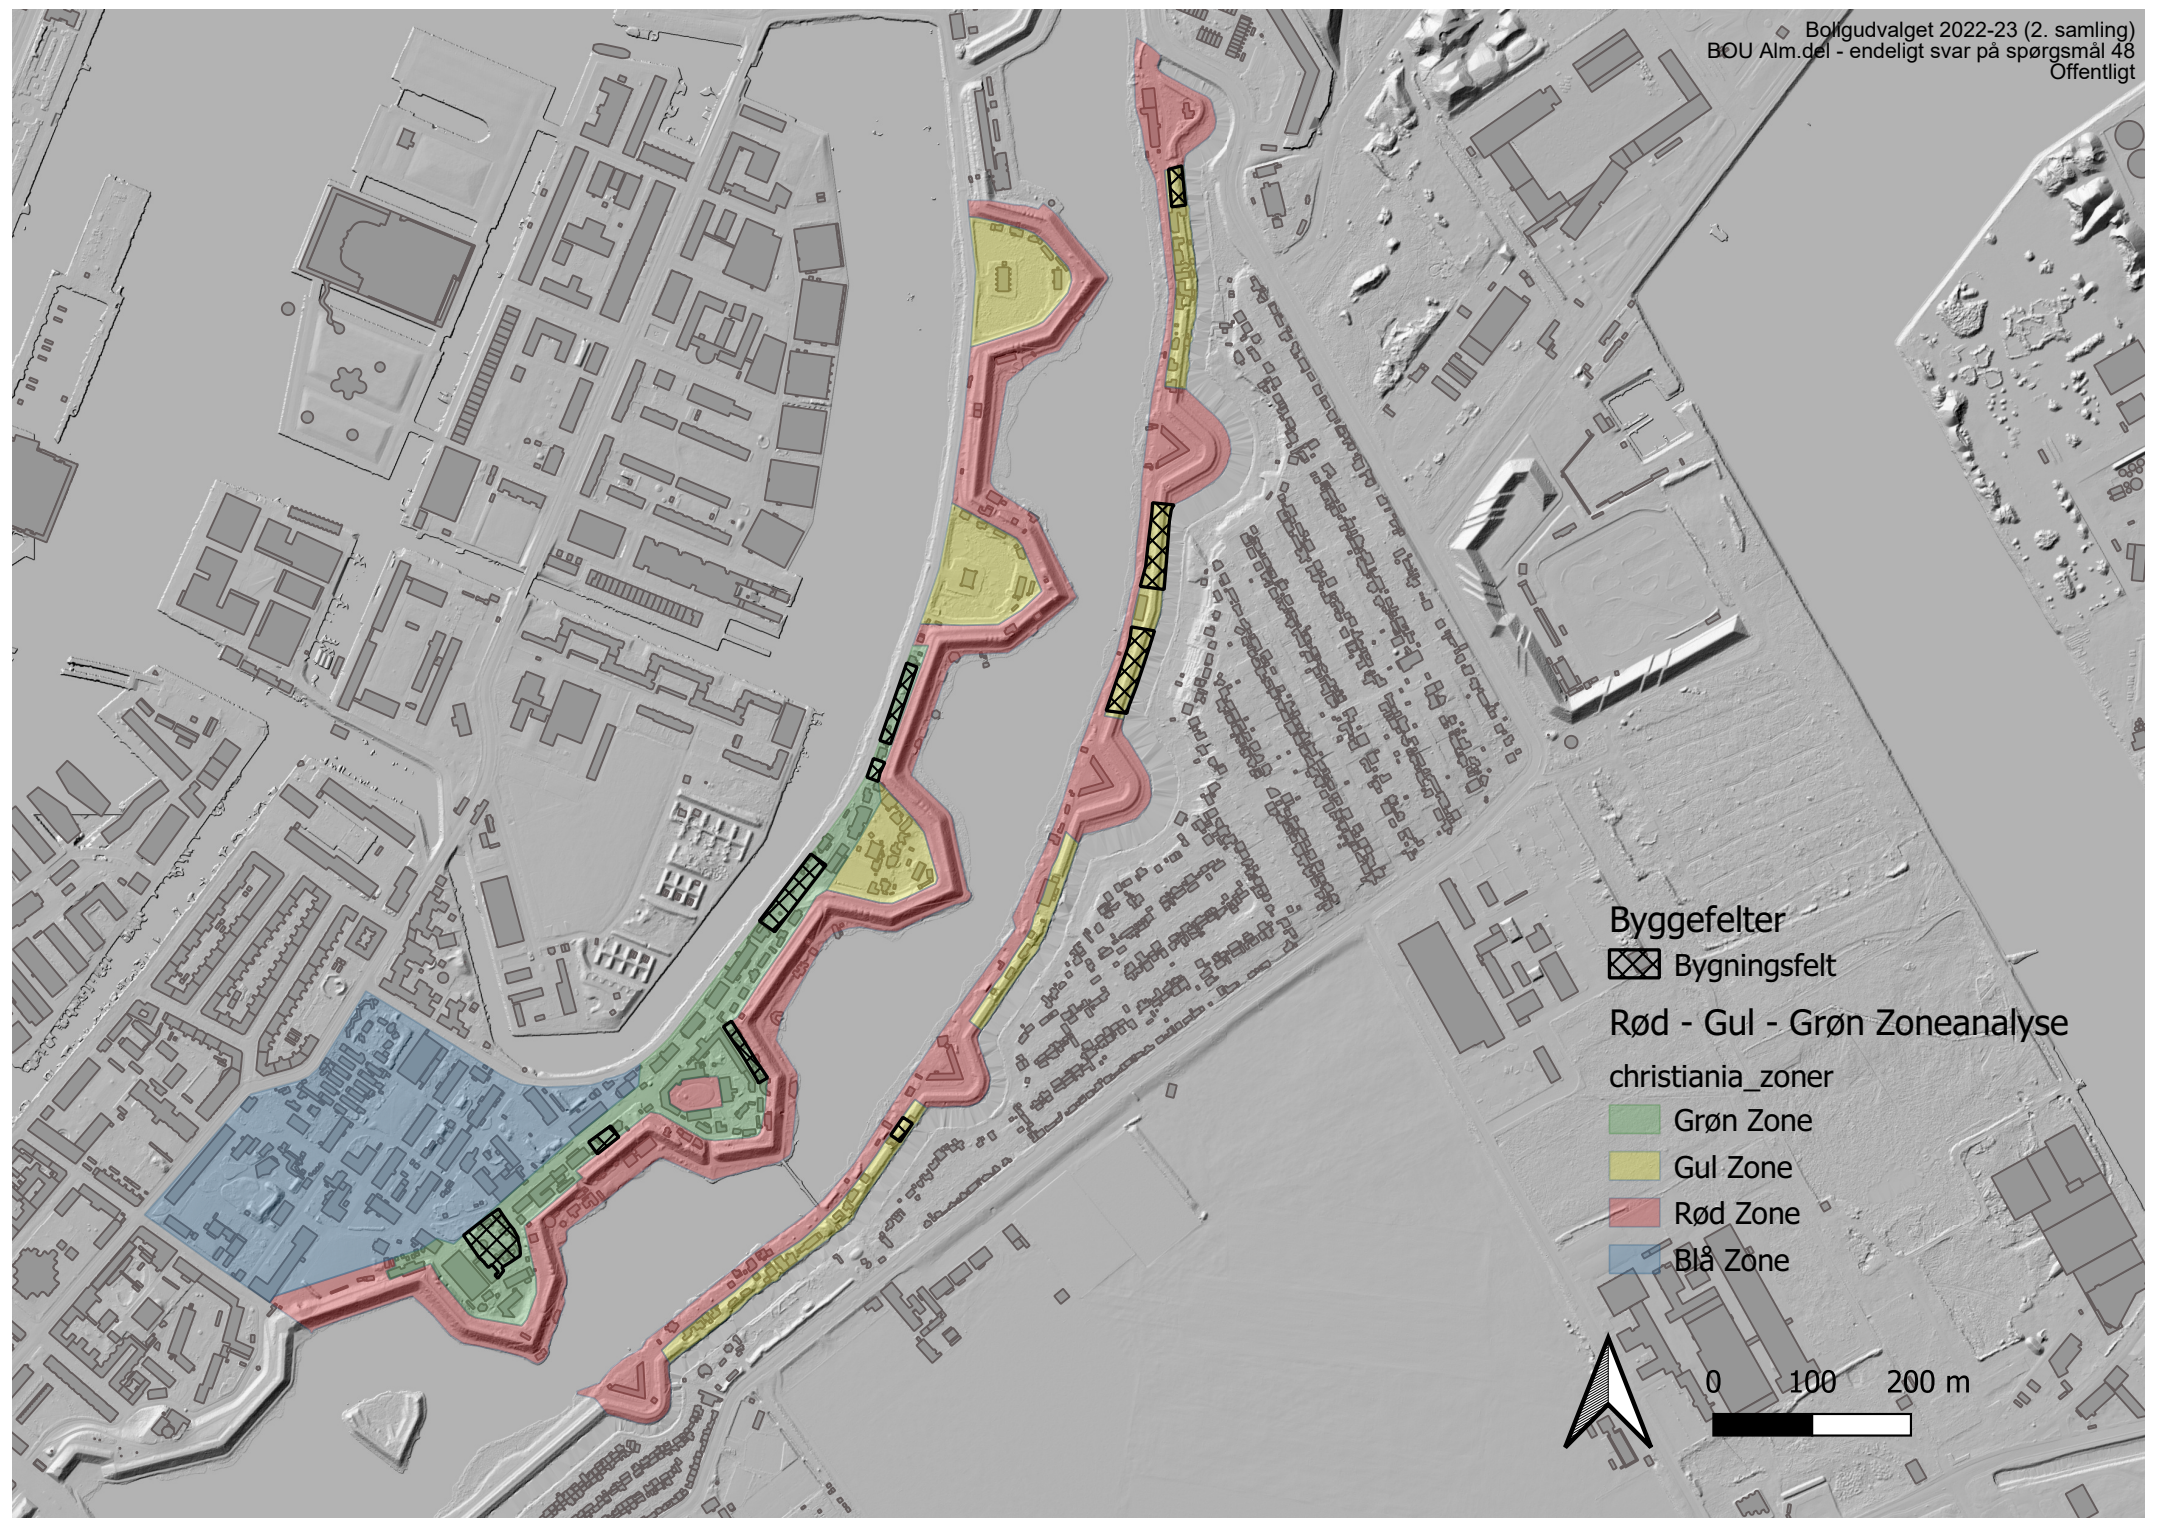 Boligudvalget 2022-23 (2. samling)
BOU Alm.del - endeligt svar på spørgsmål 48
Offentligt
Byggefelter
Bygningsfelt
Rød - Gul - Grøn Zoneanalyse
christiania_zoner
Grøn Zone
Gul Zone
Rød Zone
Blå Zone
0 100 200 m